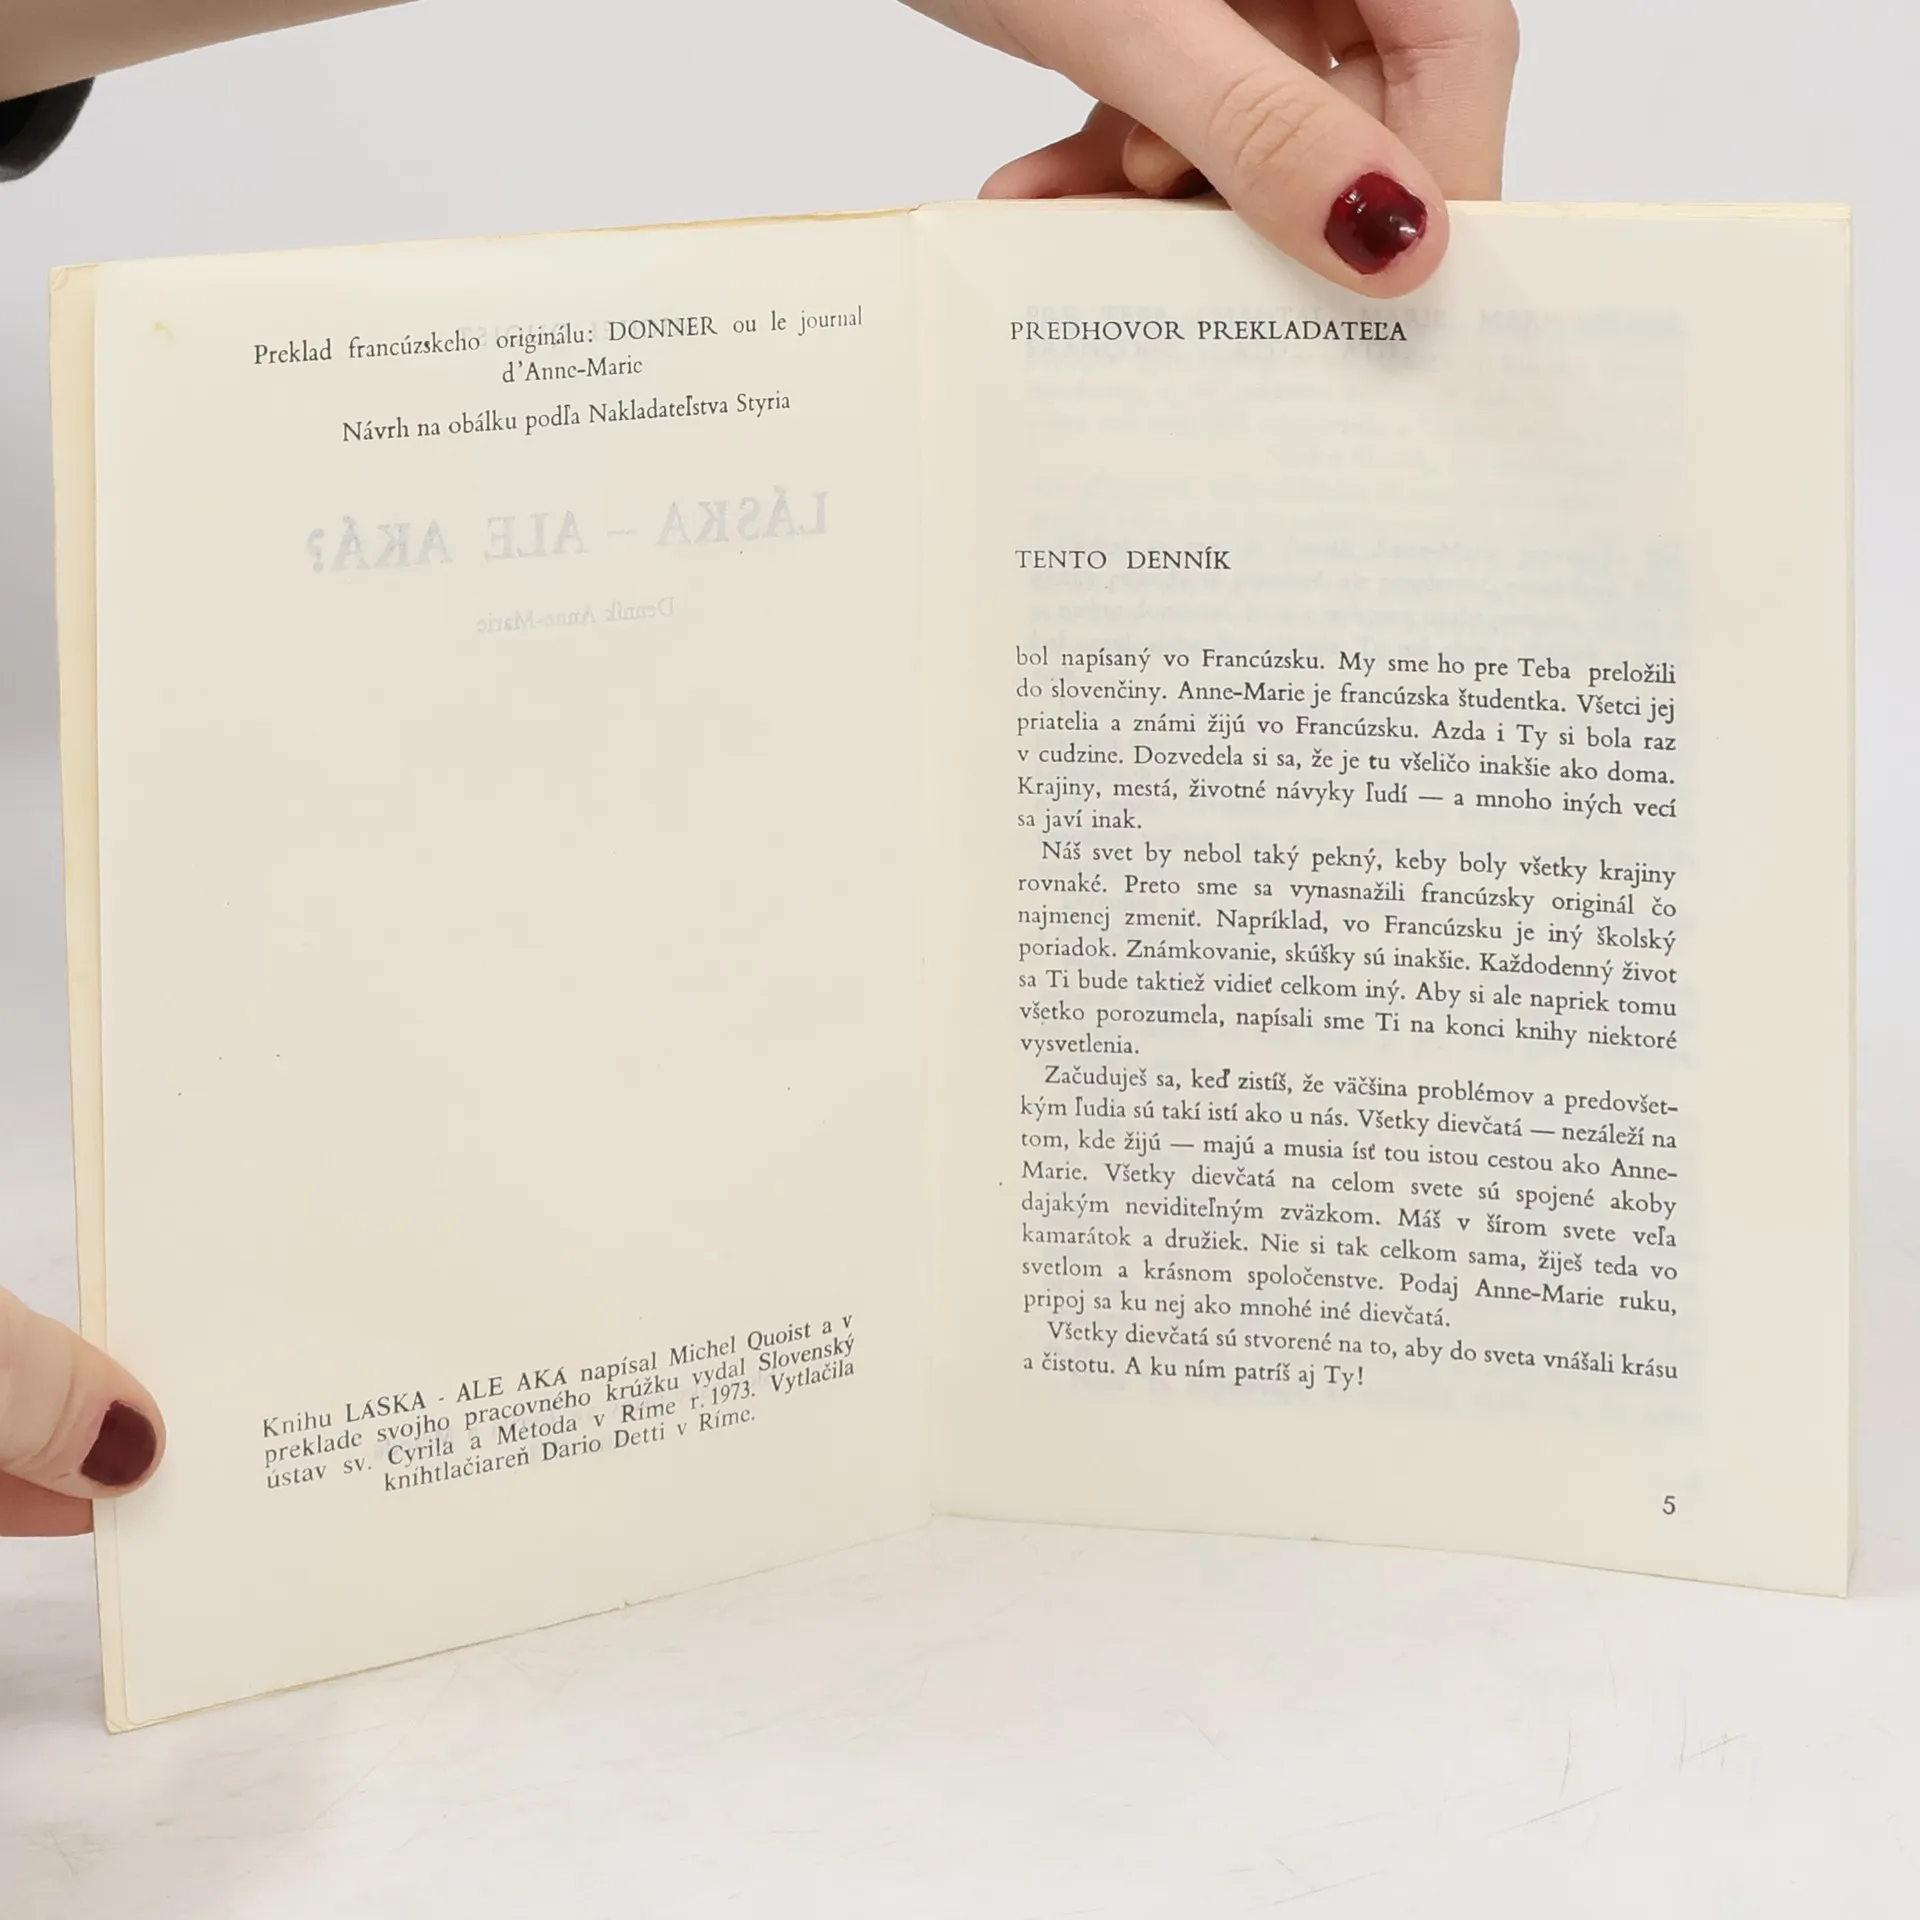 Preklad francúzskeho originálu: DONNER ou le journal
d'Anne-Marie
Návrh na obálku podľa Nakladateľstva Styria
LÁSKA – ALE AKÁ?
Denník Anne-Marie
Knihu LÁSKA - ALE AKÁ napísal Michel Quoist a v
preklade svojho pracovného krúžku vydal Slovenský
ústav sv. Cyrila a Metoda v Ríme r. 1973. Vytlačila
kníhtlačiareň Dario Detti v Ríme.
PREDHOVOR PREKLADATEĽA
TENTO DENNÍK
bol napísaný vo Francúzsku. My sme ho pre Teba preložili
do slovenčiny. Anne-Marie je francúzska študentka. Všetci jej
priatelia a známi žijú vo Francúzsku. Azda i Ty si bola raz
v cudzine. Dozvedela si sa, že je tu všeličo inakšie ako doma.
Krajiny, mestá, životné návyky ľudí — a mnoho iných vecí
sa javí inak.
Náš svet by nebol taký pekný, keby boly všetky krajiny
rovnaké. Preto sme sa vynasnažili francúzsky originál čo
najmenej zmeniť. Napríklad, vo Francúzsku je iný školský
poriadok. Známkovanie, skúšky sú inakšie. Každodenný život
sa Ti bude taktiež vidieť celkom iný. Aby si ale napriek tomu
všetko porozumela, napísali sme Ti na konci knihy niektoré
vysvetlenia.
Začuduješ sa, keď zistíš, že väčšina problémov a predovšet-
kým ľudia sú takí istí ako u nás. Všetky dievčatá — nezáleží na
tom, kde žijú — majú a musia ísť tou istou cestou ako Anne-
Marie. Všetky dievčatá na celom svete sú spojené akoby
dajakým neviditeľným zväzkom. Máš v šírom svete veľa
kamarátok a družiek. Nie si tak celkom sama, žiješ teda vo
svetlom a krásnom spoločenstve. Podaj Anne-Marie ruku,
pripoj sa ku nej ako mnohé iné dievčatá.
Všetky dievčatá sú stvorené na to, aby do sveta vnášali krásu
a čistotu. A ku ním patríš aj Ty!
5